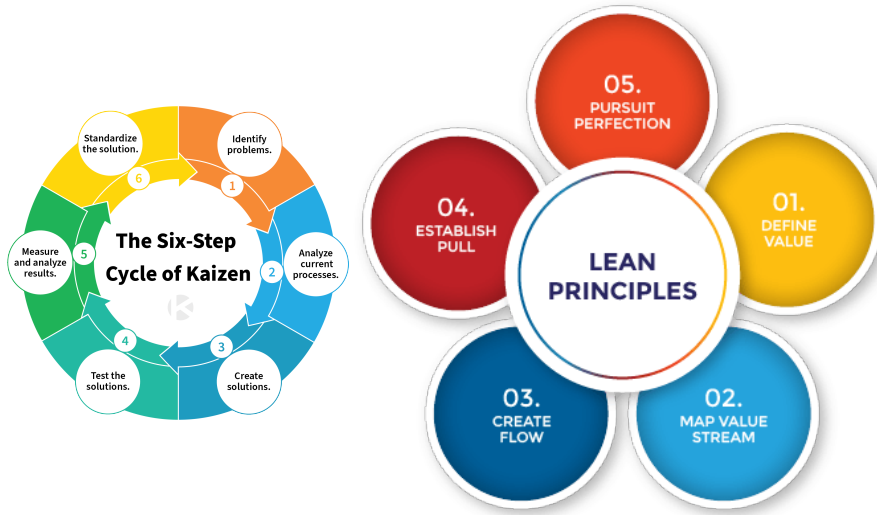 The Six-Step
Cycle of Kaizen
1
Identify
problems.
2
Analyze
current
processes.
3
Create
solutions.
4
Test the
solutions.
5
Measure
and analyze
results.
6
Standardize
the solution.
K
LEAN
PRINCIPLES
01.
DEFINE
VALUE
02.
MAP VALUE
STREAM
03.
CREATE
FLOW
04.
ESTABLISH
PULL
05.
PURSUIT
PERFECTION